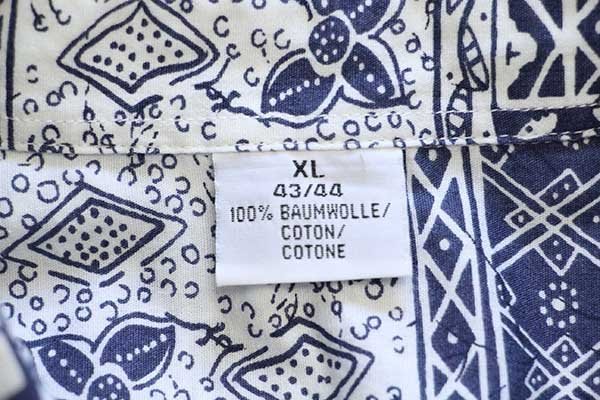 XL
43/44
100% BAUMWOLLE/
COTON/
COTONE